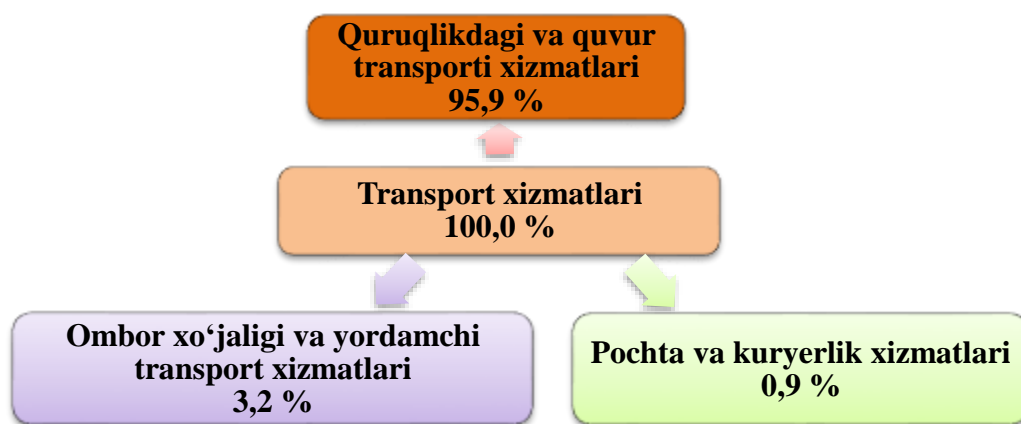 Quruqlikdagi va quvur
transporti xizmatlari
95,9 %
Transport xizmatlari
100,0 %
Ombor xo‘jaligi va yordamchi
transport xizmatlari
3,2 %
Pochta va kuryerlik xizmatlari
0,9 %